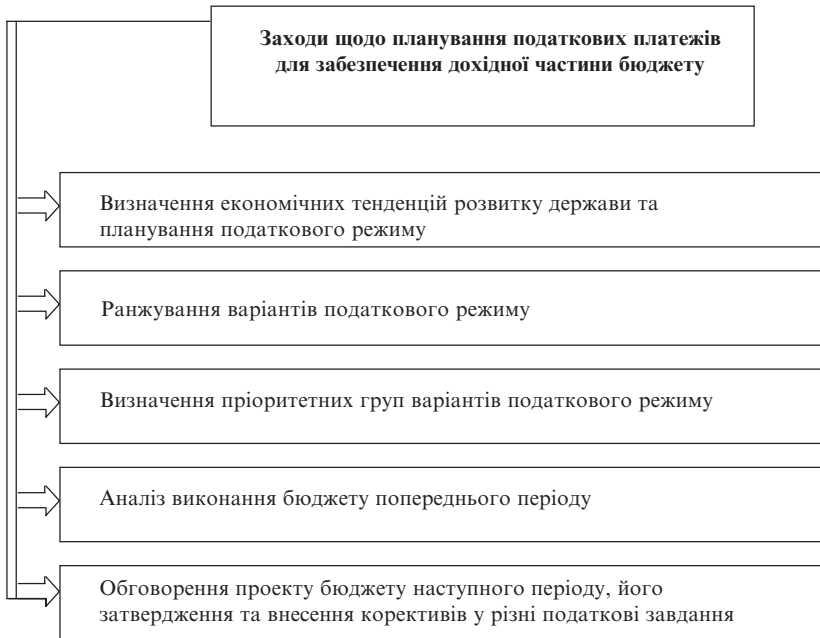 Заходи щодо планування податкових платежів
для забезпечення дохідної частини бюджету
Визначення економічних тенденцій розвитку держави та
планування податкового режиму
Ранжування варіантів податкового режиму
Визначення пріоритетних груп варіантів податкового режиму
Аналіз виконання бюджету попереднього періоду
Обговорення проекту бюджету наступного періоду, його
затвердження та внесення корективів у різні податкові завдання